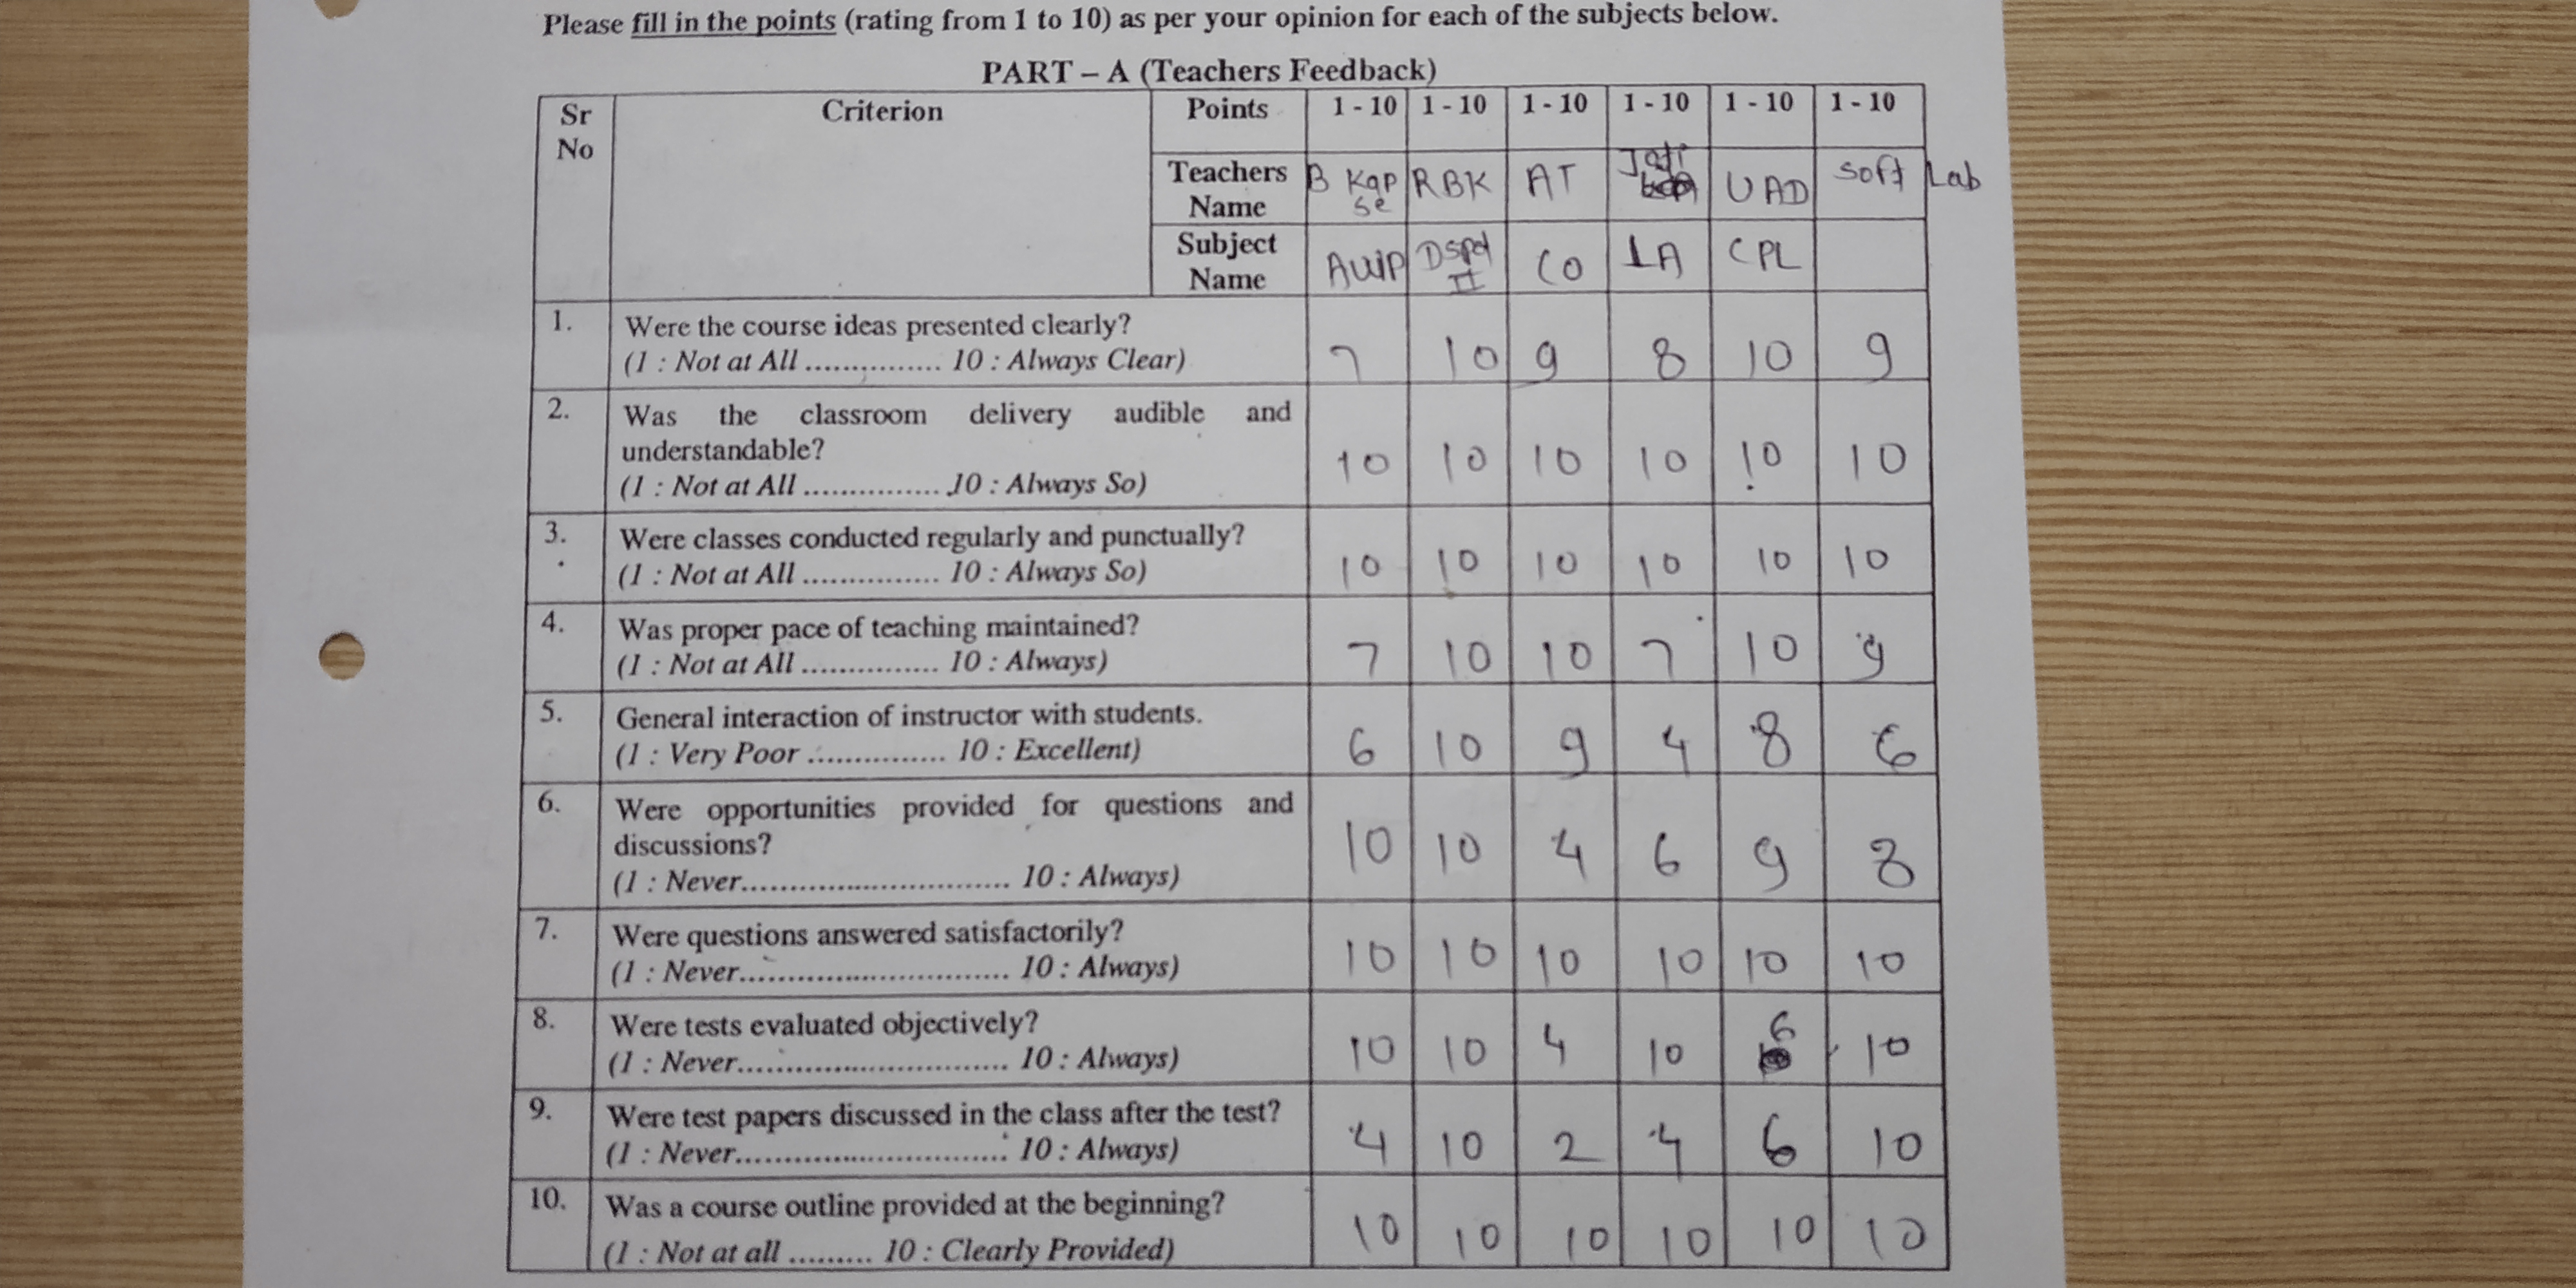 Please fill in the points (rating from 1 to 10) as per your opinion for each of the subjects below.
PART – A (Teachers Feedback)
Sr No Criterion Points 1 - 10 1 - 10 1 - 10 1 - 10 1 - 10 1 - 10
Teachers Name B Kapse RBK AT UAD Soft Lab
Subject Name AWP II CO LA CPL
1. Were the course ideas presented clearly?
(1 : Not at All ............... 10 : Always Clear) 7 10 9 8 10 9
2. Was the classroom delivery audible and
understandable?
(1 : Not at All ............... 10 : Always So) 10 10 10 10 10 10
3. Were classes conducted regularly and punctually?
(1 : Not at All ............... 10 : Always So) 10 10 10 10 10 10
4. Was proper pace of teaching maintained?
(1 : Not at All ............... 10 : Always) 7 10 10 7 10 9
5. General interaction of instructor with students.
(1 : Very Poor ............... 10 : Excellent) 6 10 9 4 8 6
6. Were opportunities provided for questions and
discussions?
(1 : Never.............................. 10 : Always) 10 10 4 6 9 8
7. Were questions answered satisfactorily?
(1 : Never.............................. 10 : Always) 10 10 10 10 10 10
8. Were tests evaluated objectively?
(1 : Never.............................. 10 : Always) 10 10 4 10 6 10
9. Were test papers discussed in the class after the test?
(1 : Never.............................. 10 : Always) 4 10 2 4 6 10
10. Was a course outline provided at the beginning?
(1 : Not at all ......... 10 : Clearly Provided) 10 10 10 10 10 10